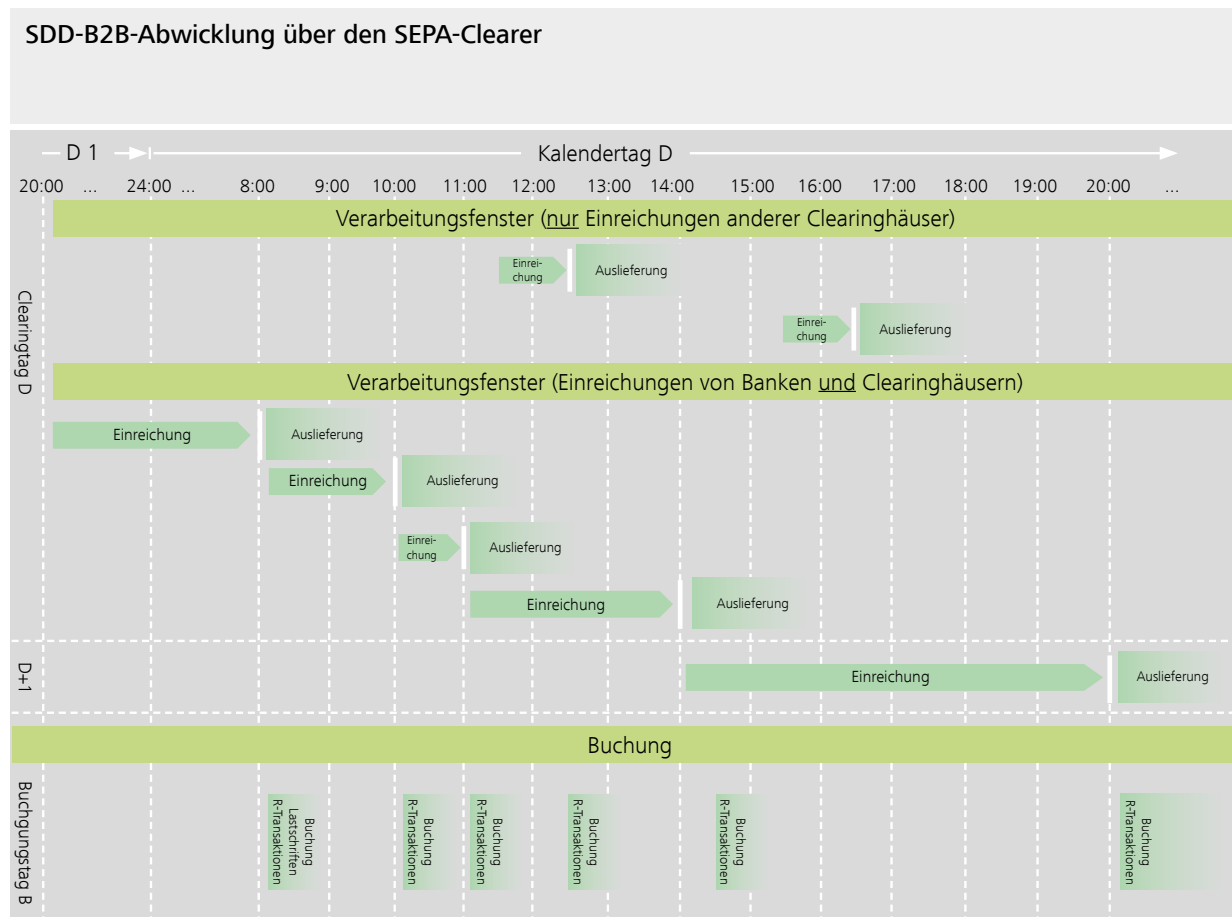 SDD-B2B-Abwicklung über den SEPA-Clearer
D 1
Kalendertag D
20:00 ... 24:00 ... 8:00 9:00 10:00 11:00 12:00 13:00 14:00 15:00 16:00 17:00 18:00 19:00 20:00 ...
Verarbeitungsfenster (nur Einreichungen anderer Clearinghäuser)
Clearingtag D
Einrei-
chung
Auslieferung
Einrei-
chung
Auslieferung
Verarbeitungsfenster (Einreichungen von Banken und Clearinghäusern)
Einreichung
Auslieferung
Einreichung
Auslieferung
Einrei-
chung
Auslieferung
Einreichung
Auslieferung
D+1
Einreichung
Auslieferung
Buchung
Buchgungstag B
Buchung
Lastschriften
R-Transaktionen
Buchung
R-Transaktionen
Buchung
R-Transaktionen
Buchung
R-Transaktionen
Buchung
R-Transaktionen
Buchung
R-Transaktionen